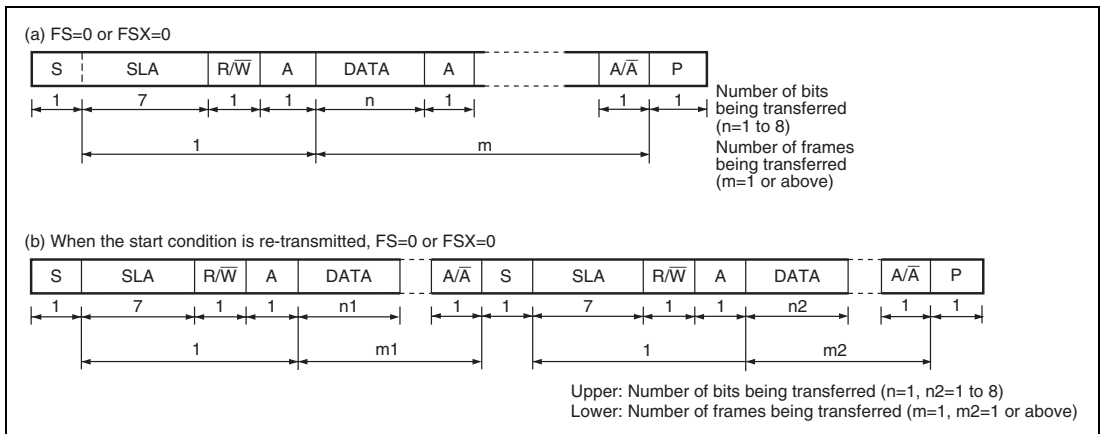 (a) FS=0 or FSX=0
S SLA R/W̅ A DATA A A/A̅ P
1 7 1 1 n 1 1 1
Number of bits
being transferred
(n=1 to 8)
1 m
Number of frames
being transferred
(m=1 or above)
(b) When the start condition is re-transmitted, FS=0 or FSX=0
S SLA R/W̅ A DATA A/A̅ S SLA R/W̅ A DATA A/A̅ P
1 7 1 1 n1 1 1 7 1 1 n2 1 1
1 m1 1 m2
Upper: Number of bits being transferred (n=1, n2=1 to 8)
Lower: Number of frames being transferred (m=1, m2=1 or above)